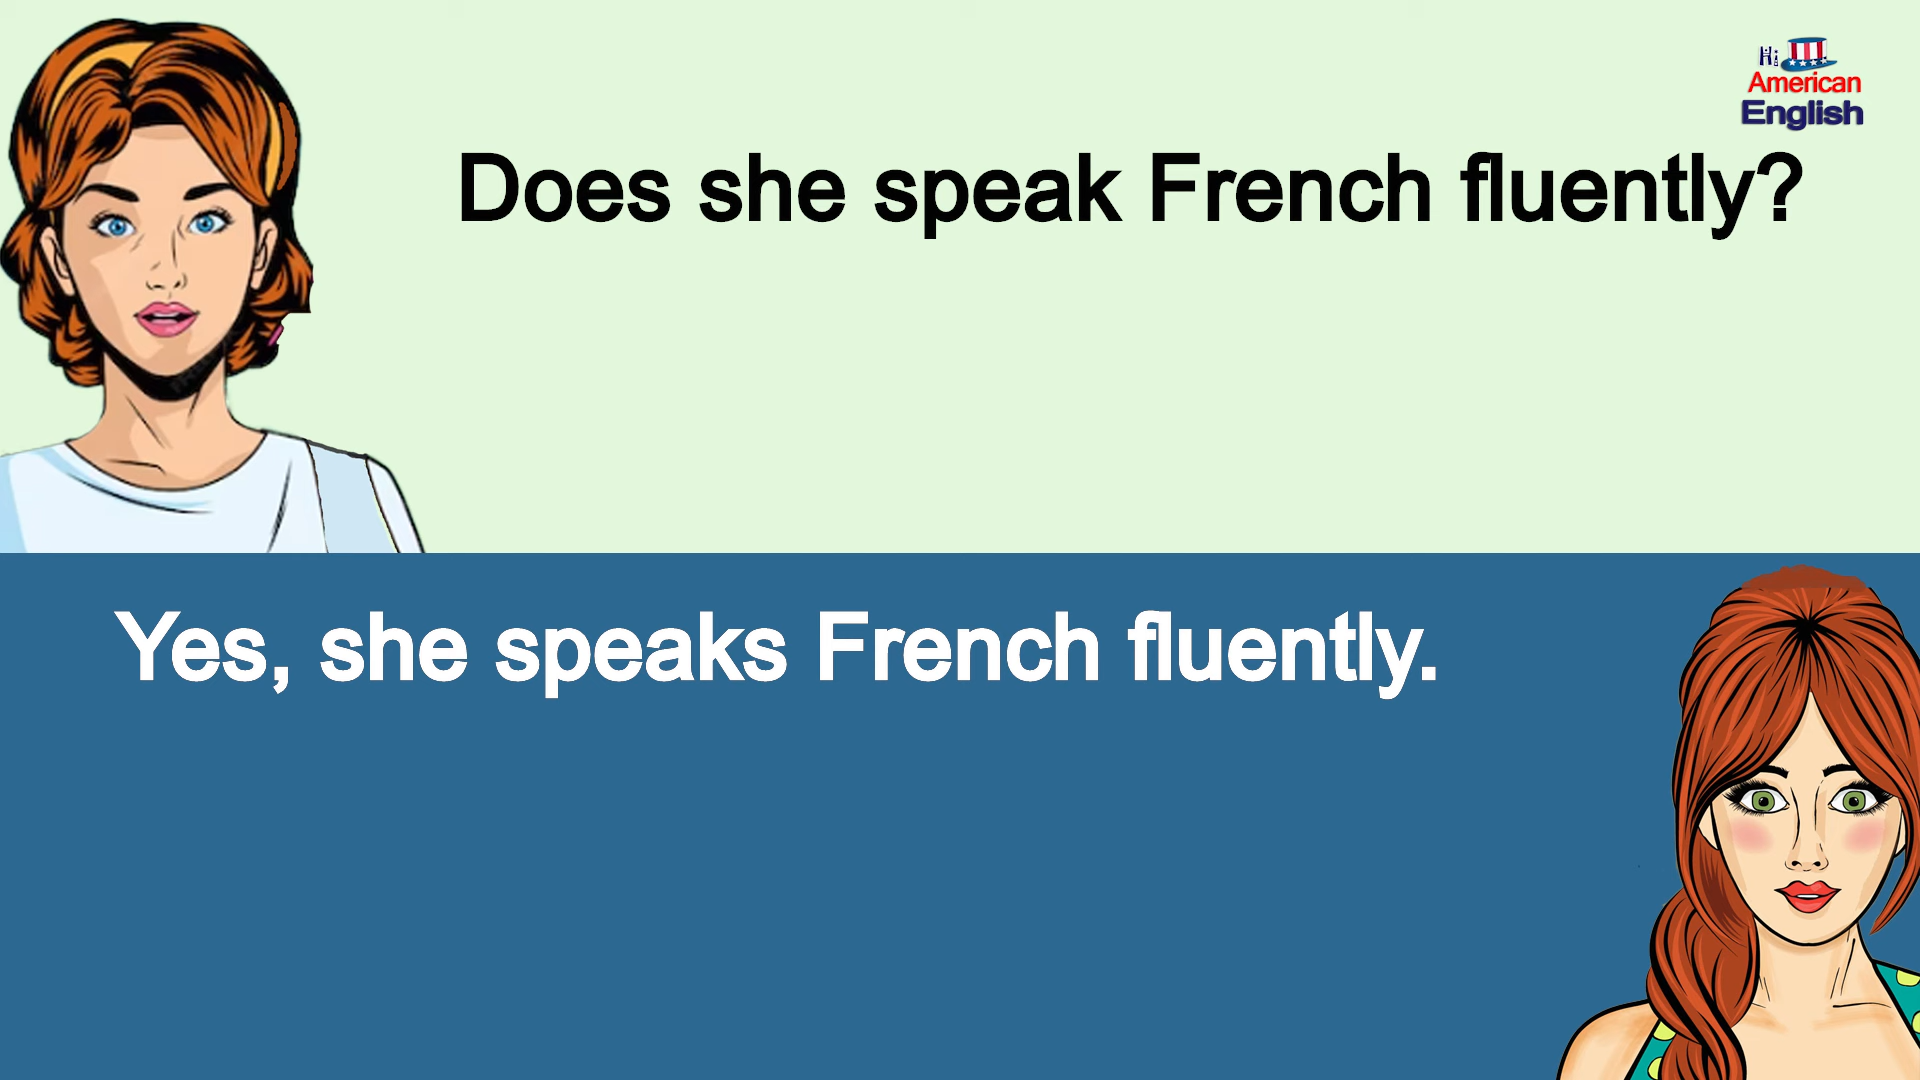 Hi
American
English
Does she speak French fluently?
Yes, she speaks French fluently.